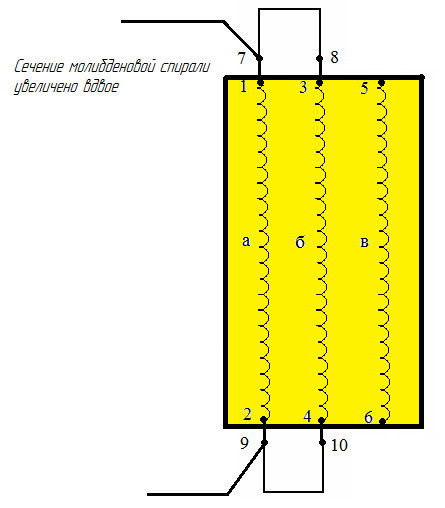 7 8
Сечение молибденовой спирали
увеличено вдвое
1 3 5
а б в
2 4 6
9 10